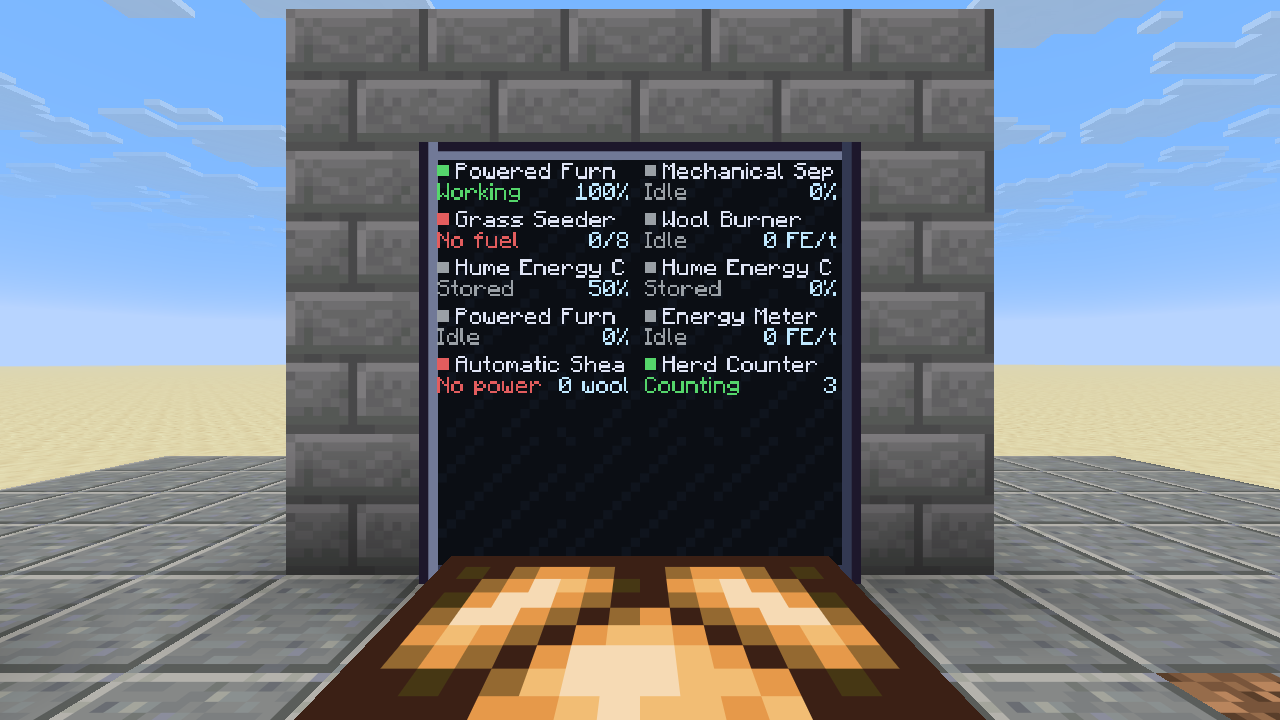 Powered Furn
Working 100%
Mechanical Sep
Idle 0%
Grass Seeder
No fuel 0/8
Wool Burner
Idle 0 FE/t
Hume Energy C
Stored 50%
Hume Energy C
Stored 0%
Powered Furn
Idle 0%
Energy Meter
Idle 0 FE/t
Automatic Shea
No power 0 wool
Herd Counter
Counting 3